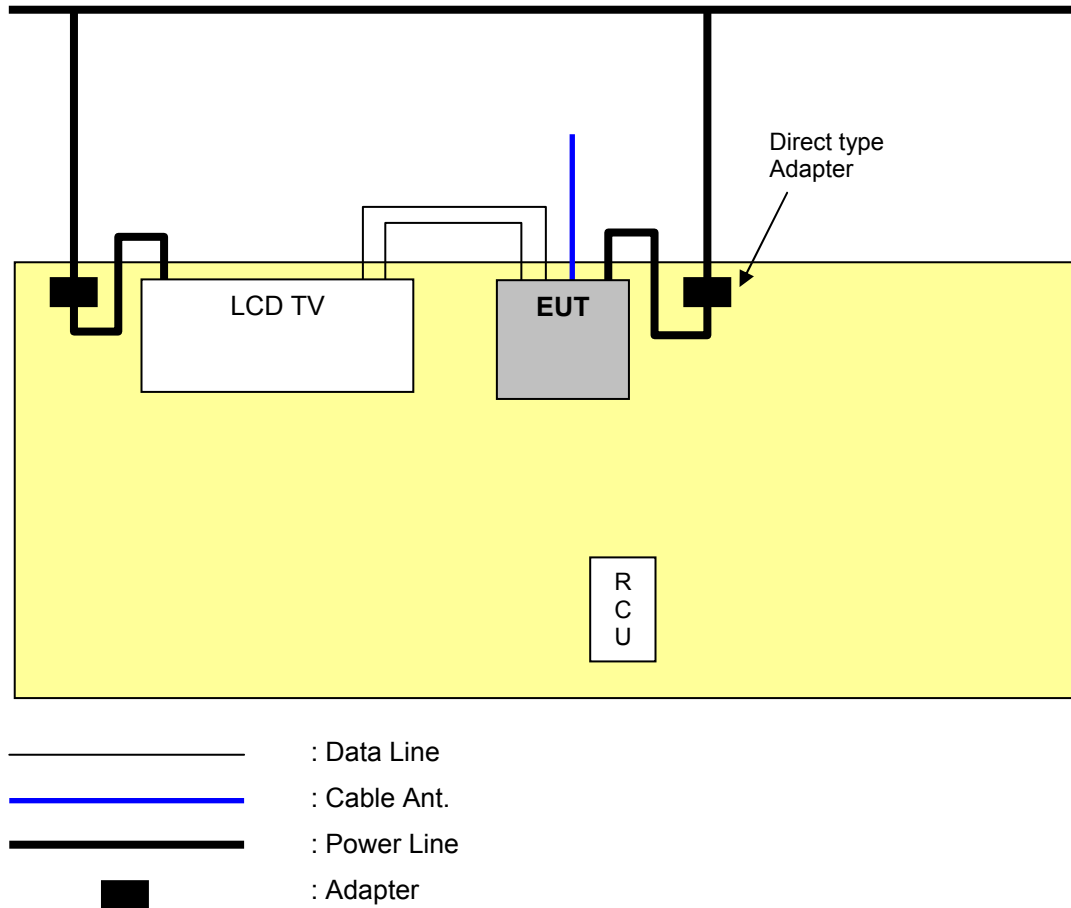 Direct type
Adapter
LCD TV
EUT
R
C
U
: Data Line
: Cable Ant.
: Power Line
: Adapter